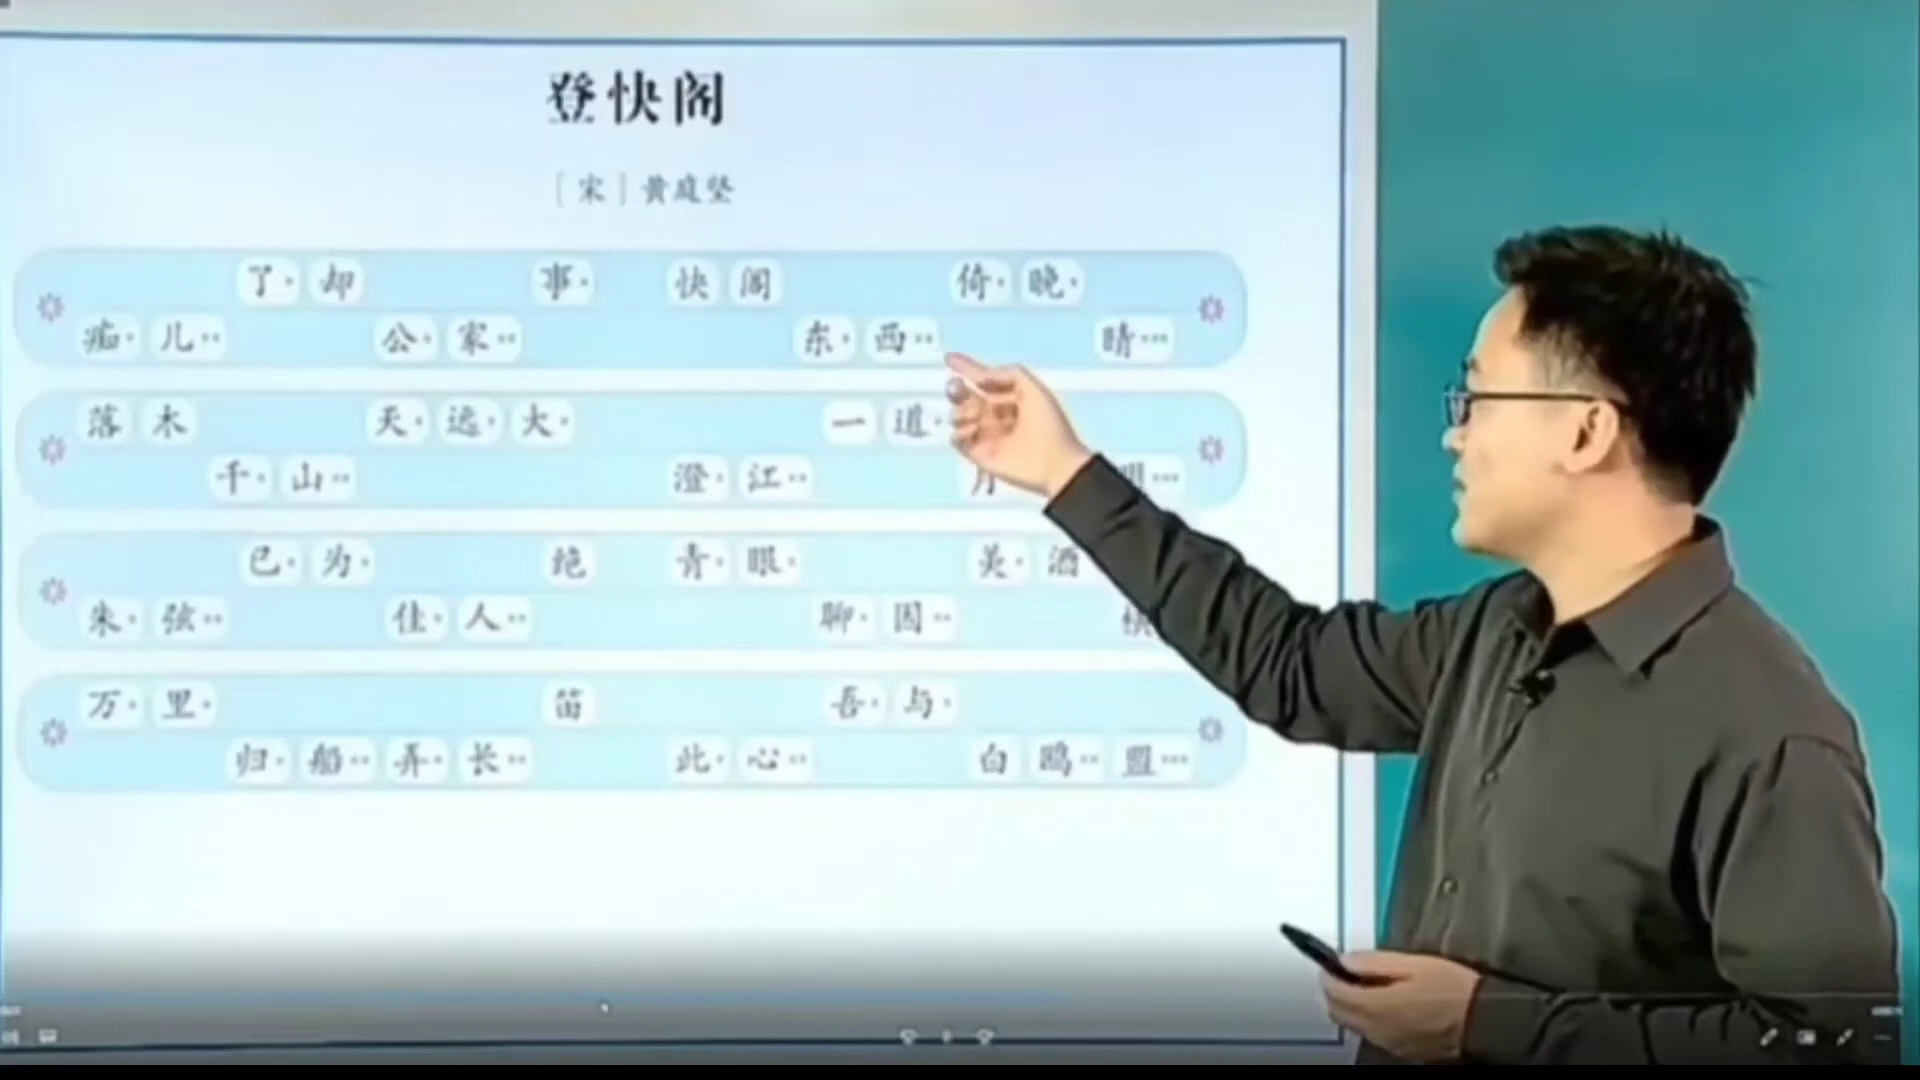 登快阁
[宋]黄庭坚
了·却 事· 快阁 倚·晚·
痴·儿·· 公·家·· 东·西·· 晴···
落木 天·远·大· 一道·
千·山·· 澄·江·· 月 明···
已·为· 绝 青·眼· 美·酒
朱·弦·· 佳·人·· 聊·因··
万·里· 笛 吾·与·
归·船··弄·长·· 此·心·· 白鸥··盟···